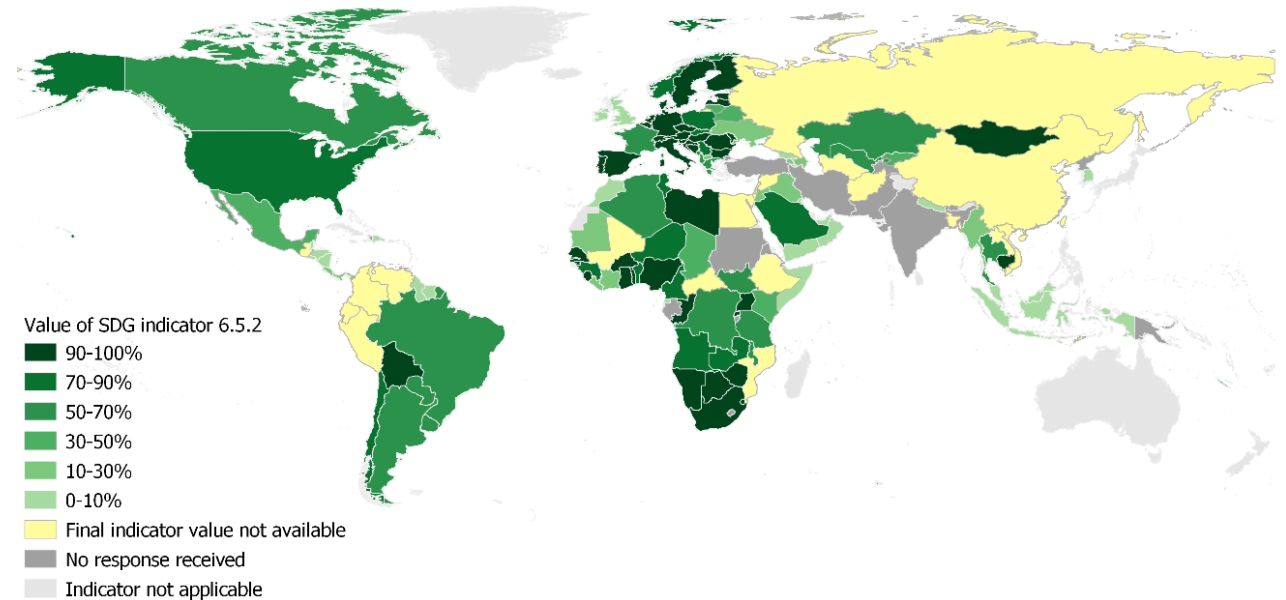 Value of SDG indicator 6.5.2
90-100%
70-90%
50-70%
30-50%
10-30%
0-10%
Final indicator value not available
No response received
Indicator not applicable